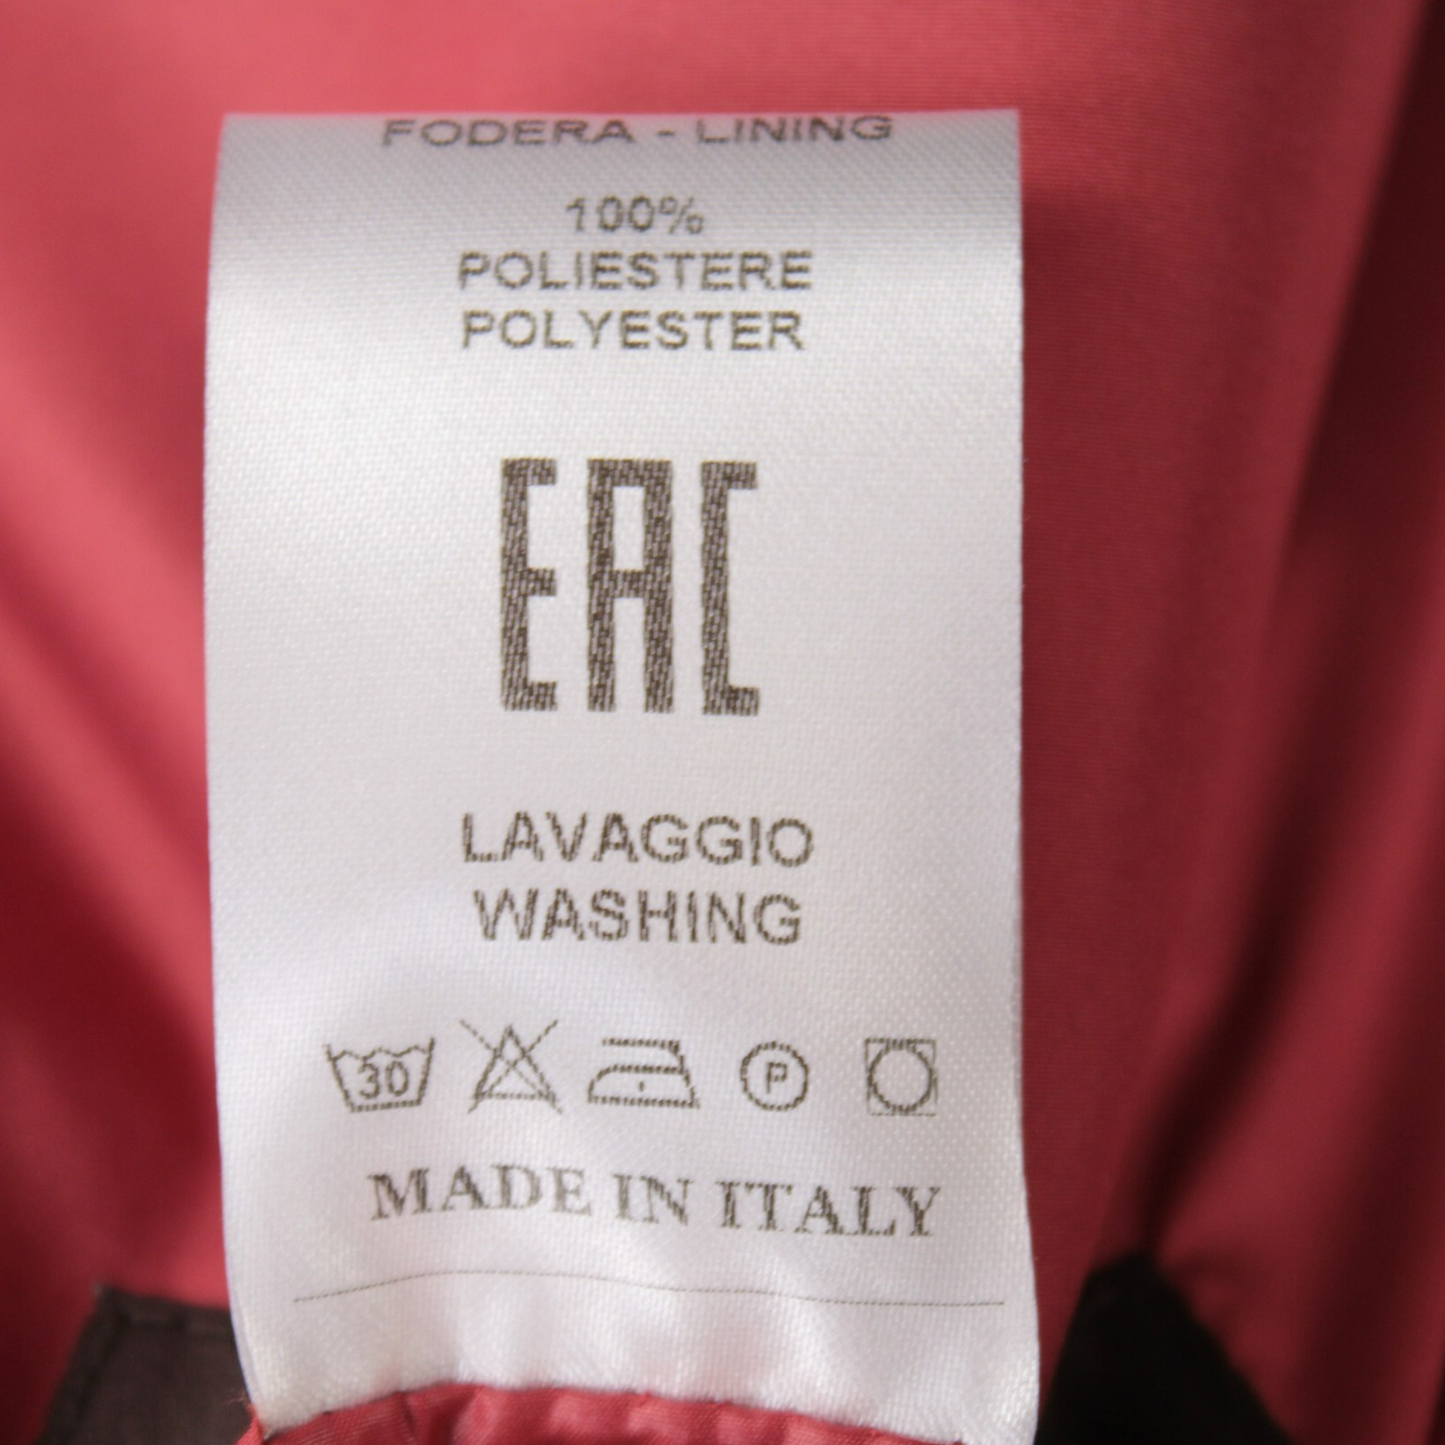 FODERA - LINING
100%
POLIESTERE
POLYESTER
EAC
LAVAGGIO
WASHING
30 P
MADE IN ITALY